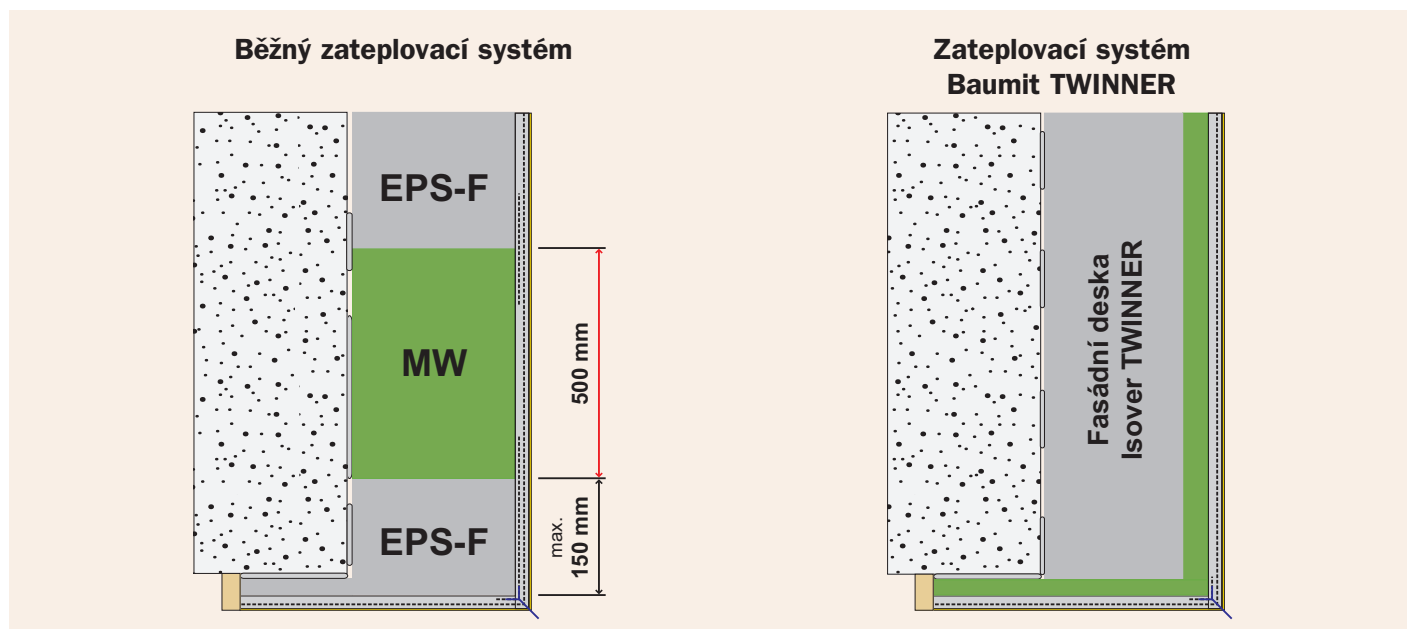 Běžný zateplovací systém
EPS-F
MW
EPS-F
500 mm
max.
150 mm
Zateplovací systém
Baumit TWINNER
Fasádní deska
Isover TWINNER